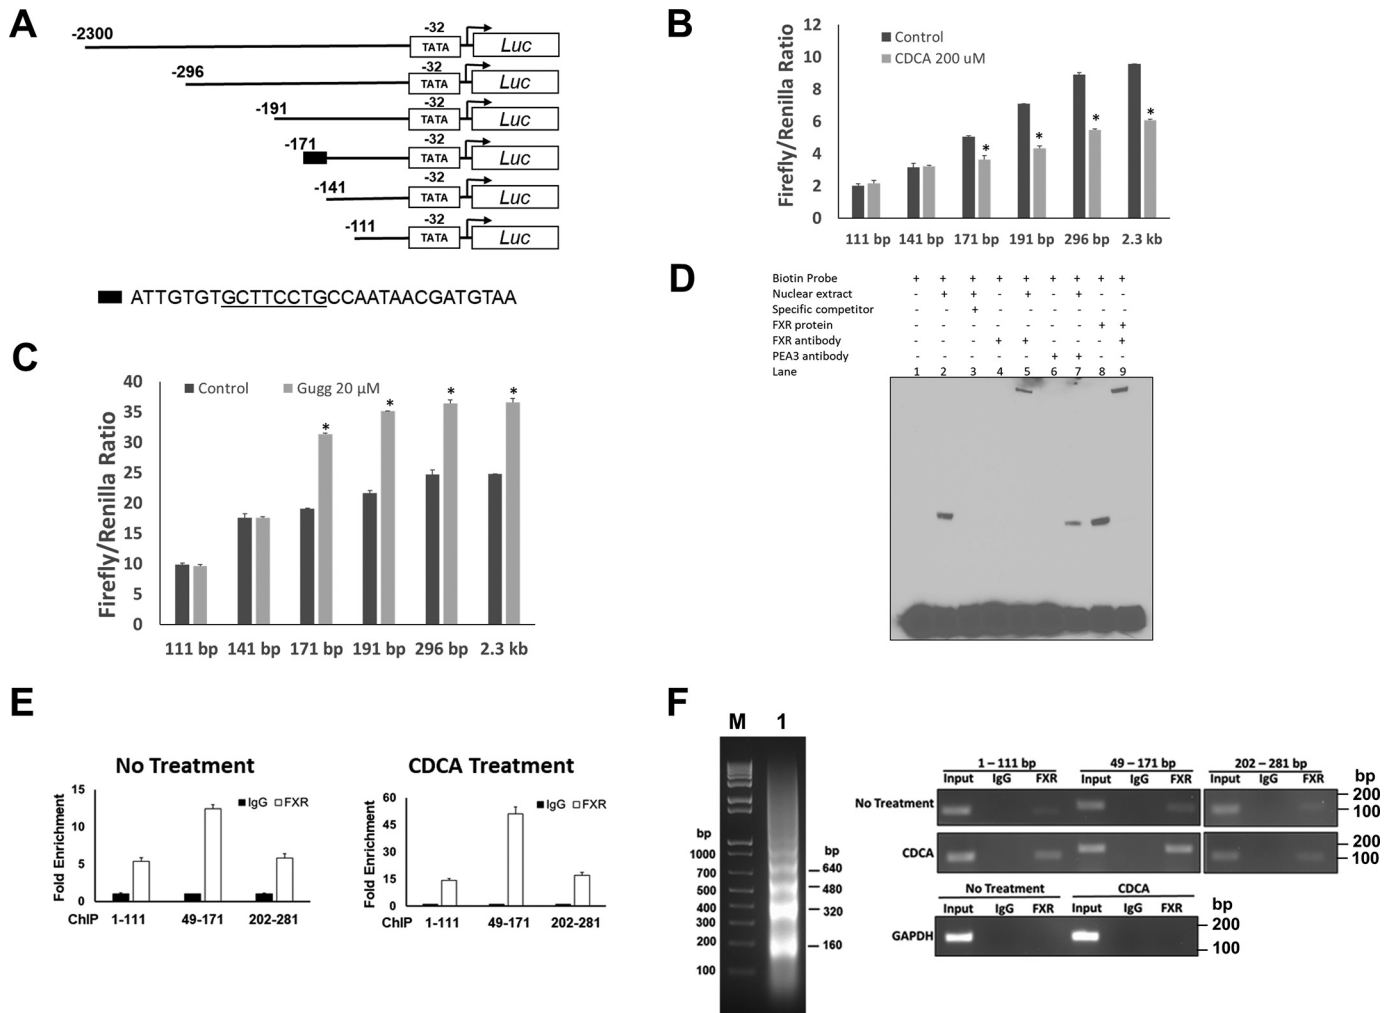 A
-2300
-32
TATA
Luc
-296
-32
TATA
Luc
-191
-32
TATA
Luc
-171
-32
TATA
Luc
-141
-32
TATA
Luc
-111
-32
TATA
Luc
ATTGTGTGCTTCCTGCCAATAACGATGTAA
B
Firefly/Renilla Ratio
12
10
8
6
4
2
0
Control
CDCA 200 uM
* * * *
111 bp 141 bp 171 bp 191 bp 296 bp 2.3 kb
C
Firefly/Renilla Ratio
40
35
30
25
20
15
10
5
0
Control Gugg 20 µM
* * * *
111 bp 141 bp 171 bp 191 bp 296 bp 2.3 kb
D
Biotin Probe + + + + + + + + +
Nuclear extract - + + - + - + - -
Specific competitor - - + - - - - - -
FXR protein - - - - - - - + +
FXR antibody - - - + + - - - +
PEA3 antibody - - - - - + + - -
Lane 1 2 3 4 5 6 7 8 9
E
No Treatment
Fold Enrichment
15
10
5
0
IgG FXR
ChIP 1-111 49-171 202-281
CDCA Treatment
Fold Enrichment
60
45
30
15
0
IgG FXR
ChIP 1-111 49-171 202-281
F
M 1
bp
1000
700
500
400
300
200
100
bp
640
480
320
160
1 – 111 bp 49 – 171 bp 202 – 281 bp
Input IgG FXR Input IgG FXR Input IgG FXR bp
No Treatment 200
100
CDCA 200
100
No Treatment CDCA
Input IgG FXR Input IgG FXR bp
GAPDH 200
100